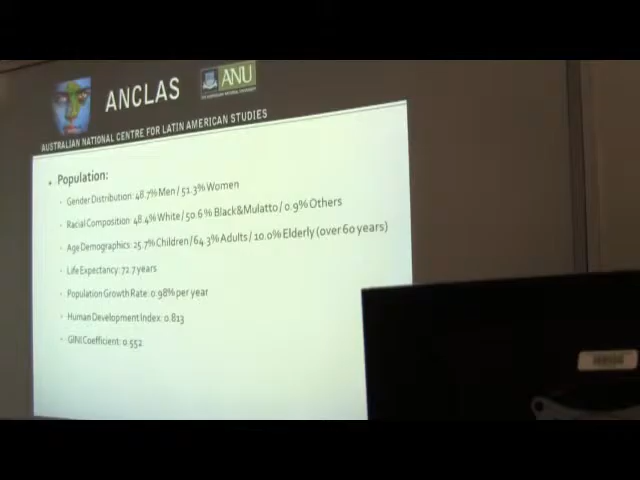 ANCLAS
ANU
AUSTRALIAN NATIONAL CENTRE FOR LATIN AMERICAN STUDIES
Population:
Gender Distribution: 48.7% Men / 51.3% Women
Racial Composition: 48.4% White / 50.6% Black&Mulatto / 0.9% Others
Age Demographics: 25.7% Children / 64.3% Adults / 10.0% Elderly (over 60 years)
Life Expectancy: 72.7 years
Population Growth Rate: 0.98% per year
Human Development Index: 0.813
GINI Coefficient: 0.552